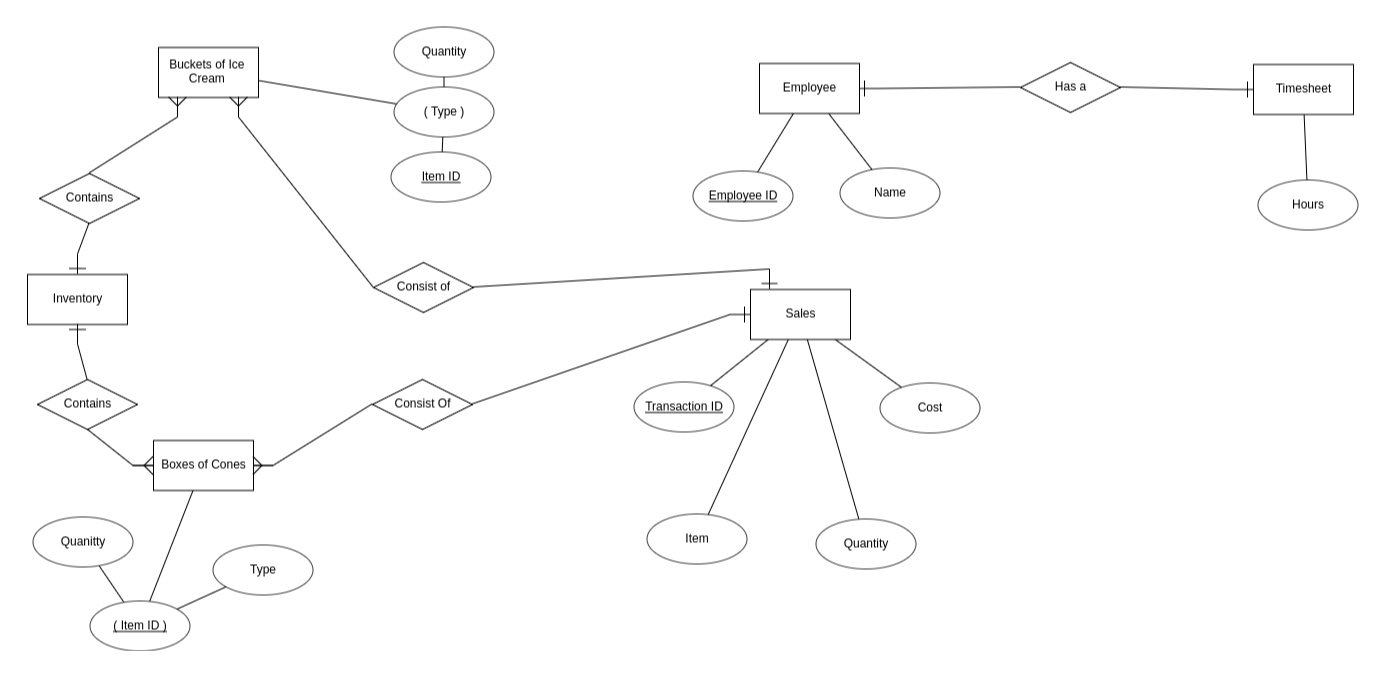 Quantity
Buckets of Ice
Cream
( Type )
Item ID
Employee
Has a
Timesheet
Employee ID
Name
Hours
Contains
Inventory
Consist of
Sales
Contains
Consist Of
Transaction ID
Cost
Boxes of Cones
Quanitty
Type
( Item ID )
Item
Quantity